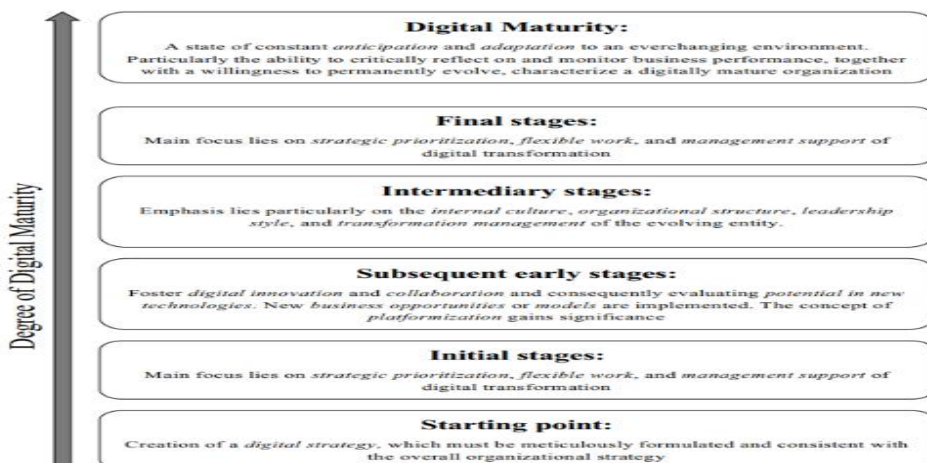 Degree of Digital Maturity
Digital Maturity:
A state of constant anticipation and adaptation to an everchanging environment.
Particularly the ability to critically reflect on and monitor business performance, together
with a willingness to permanently evolve, characterize a digitally mature organization
Final stages:
Main focus lies on strategic prioritization, flexible work, and management support of
digital transformation
Intermediary stages:
Emphasis lies particularly on the internal culture, organizational structure, leadership
style, and transformation management of the evolving entity.
Subsequent early stages:
Foster digital innovation and collaboration and consequently evaluating potential in new
technologies. New business opportunities or models are implemented. The concept of
platformization gains significance
Initial stages:
Main focus lies on strategic prioritization, flexible work, and management support of
digital transformation
Starting point:
Creation of a digital strategy, which must be meticulously formulated and consistent with
the overall organizational strategy